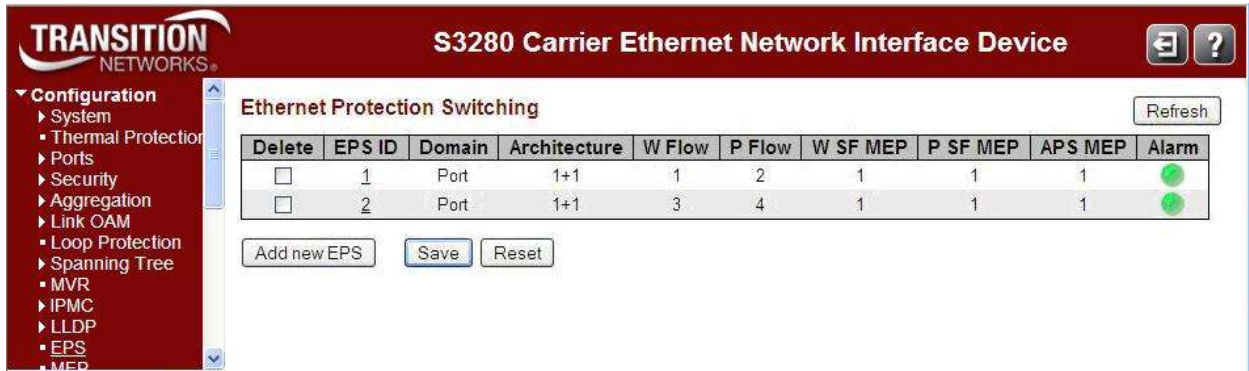 TRANSITION
NETWORKS®
S3280 Carrier Ethernet Network Interface Device
?
Configuration
System
Thermal Protection
Ports
Security
Aggregation
Link OAM
Loop Protection
Spanning Tree
MVR
IPMC
LLDP
EPS
MEP
Ethernet Protection Switching
Refresh
Delete EPS ID Domain Architecture W Flow P Flow W SF MEP P SF MEP APS MEP Alarm
1 Port 1+1 1 2 1 1 1
2 Port 1+1 3 4 1 1 1
Add new EPS Save Reset